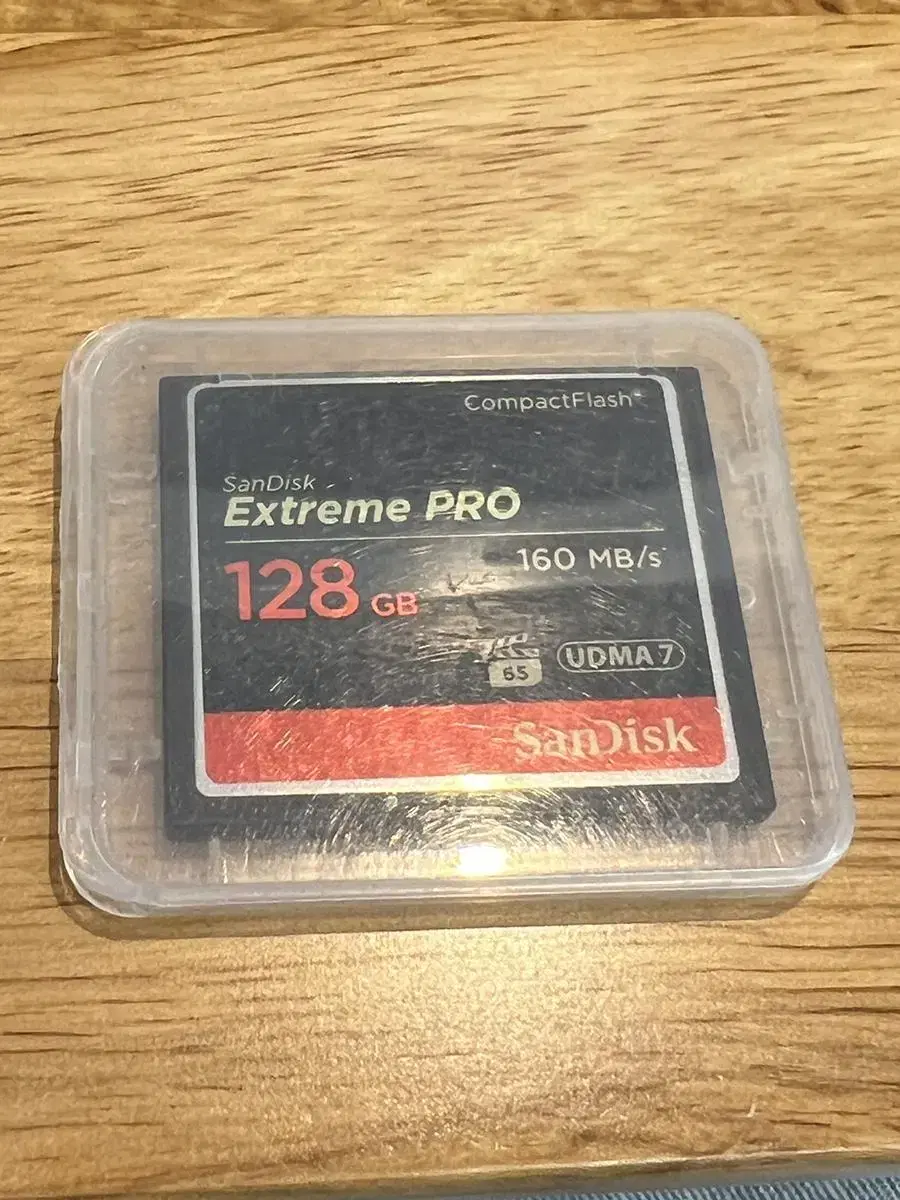 CompactFlash
SanDisk
Extreme PRO
160 MB/s
128 GB
65
UDMA 7
SanDisk